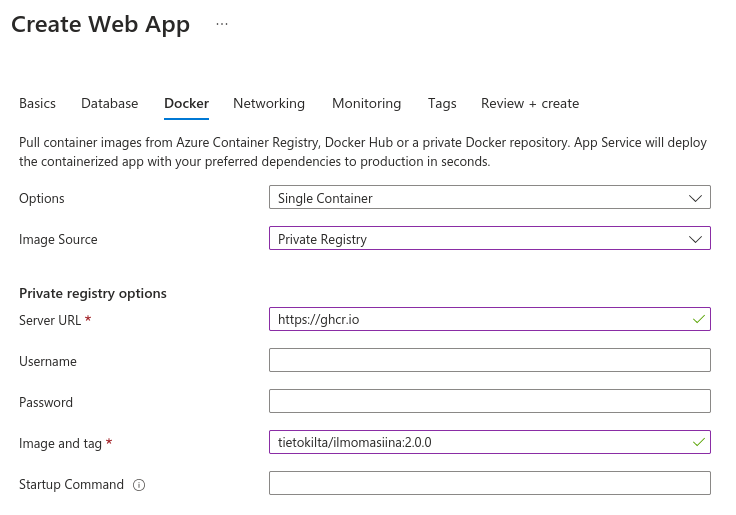 Create Web App ...
Basics Database Docker Networking Monitoring Tags Review + create
Pull container images from Azure Container Registry, Docker Hub or a private Docker repository. App Service will deploy
the containerized app with your preferred dependencies to production in seconds.
Options Single Container
Image Source Private Registry
Private registry options
Server URL * https://ghcr.io
Username
Password
Image and tag * tietokilta/ilmomasiina:2.0.0
Startup Command